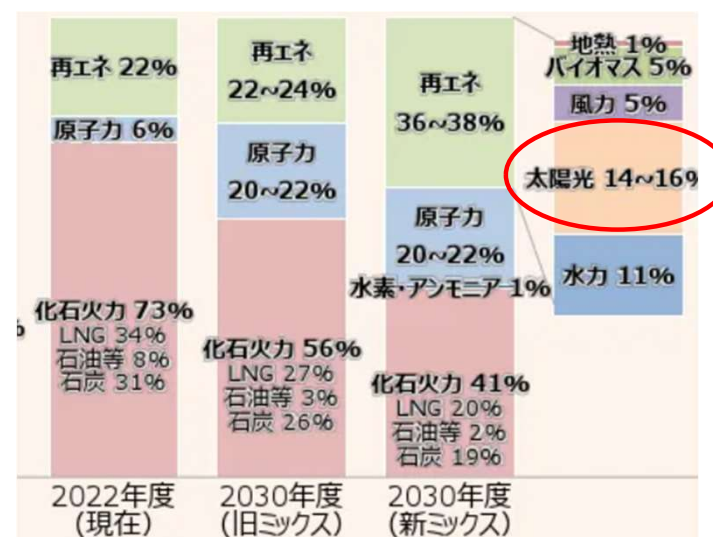 再エネ 22%
原子力 6%
化石火力 73%
LNG 34%
石油等 8%
石炭 31%
2022年度
(現在)
再エネ
22~24%
原子力
20~22%
化石火力 56%
LNG 27%
石油等 3%
石炭 26%
2030年度
(旧ミックス)
再エネ
36~38%
原子力
20~22%
水素・アンモニア 1%
化石火力 41%
LNG 20%
石油等 2%
石炭 19%
2030年度
(新ミックス)
地熱 1%
バイオマス 5%
風力 5%
太陽光 14~16%
水力 11%